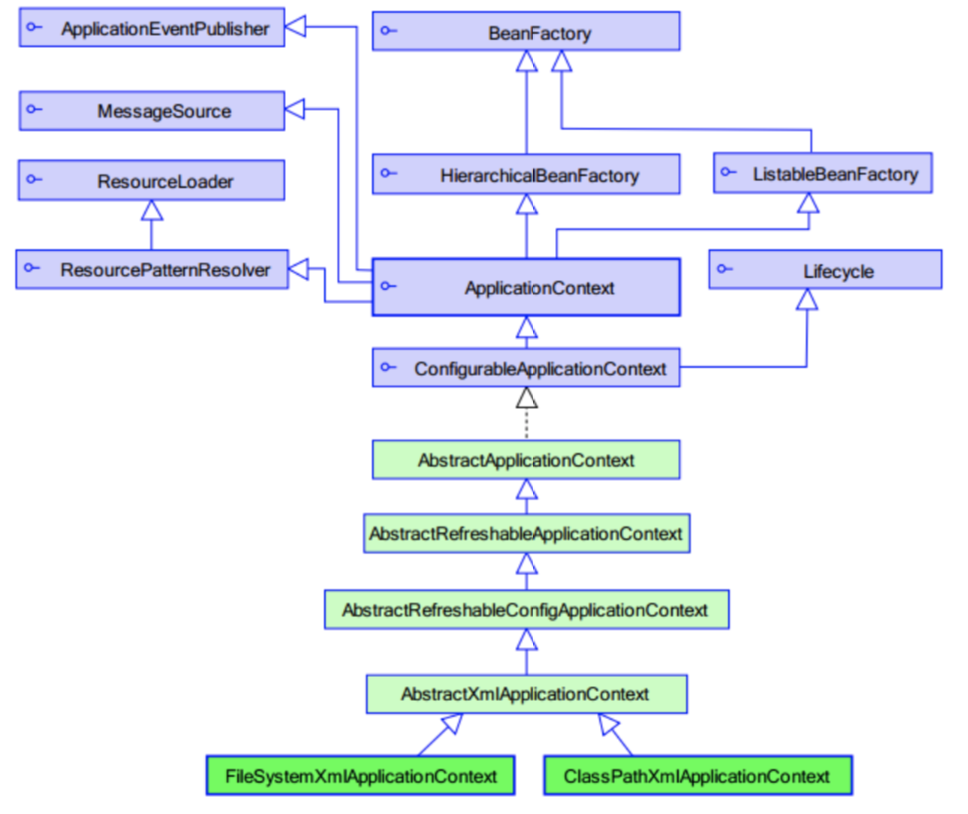 ApplicationEventPublisher
BeanFactory
MessageSource
HierarchicalBeanFactory
ListableBeanFactory
ResourceLoader
ResourcePatternResolver
ApplicationContext
Lifecycle
ConfigurableApplicationContext
AbstractApplicationContext
AbstractRefreshableApplicationContext
AbstractRefreshableConfigApplicationContext
AbstractXmlApplicationContext
FileSystemXmlApplicationContext
ClassPathXmlApplicationContext